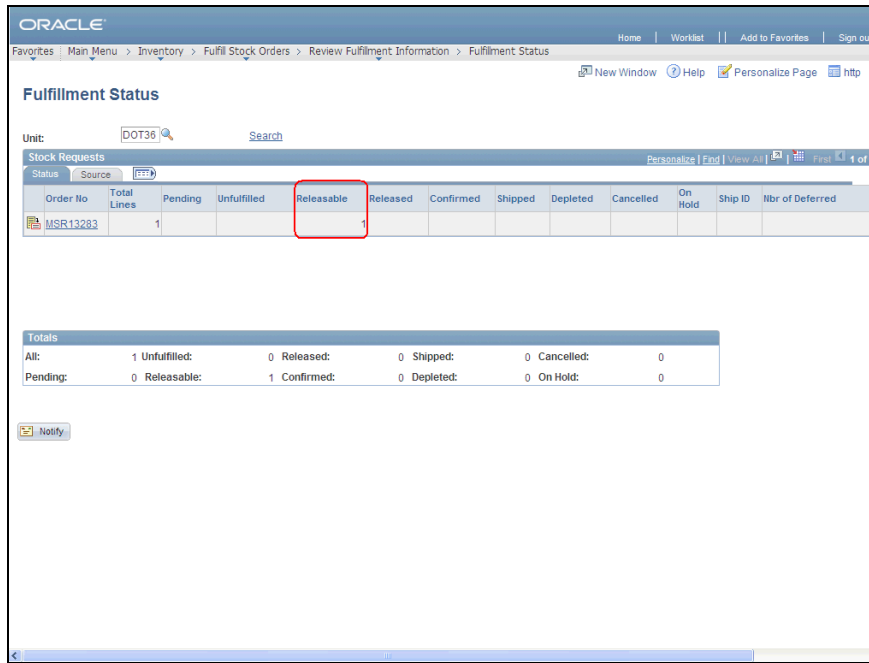 ORACLE
Home | Worklist || Add to Favorites | Sign ou
Favorites Main Menu > Inventory > Fulfill Stock Orders > Review Fulfillment Information > Fulfillment Status
New Window Help Personalize Page http
Fulfillment Status
Unit: DOT36 Search
Stock Requests Personalize | Find | View All | | First 1 of
Status Source
Order No Total Lines Pending Unfulfilled Releasable Released Confirmed Shipped Depleted Cancelled On Hold Ship ID Nbr of Deferred
MSR13283 1 1
Totals
All: 1 Unfulfilled: 0 Released: 0 Shipped: 0 Cancelled: 0
Pending: 0 Releasable: 1 Confirmed: 0 Depleted: 0 On Hold: 0
Notify